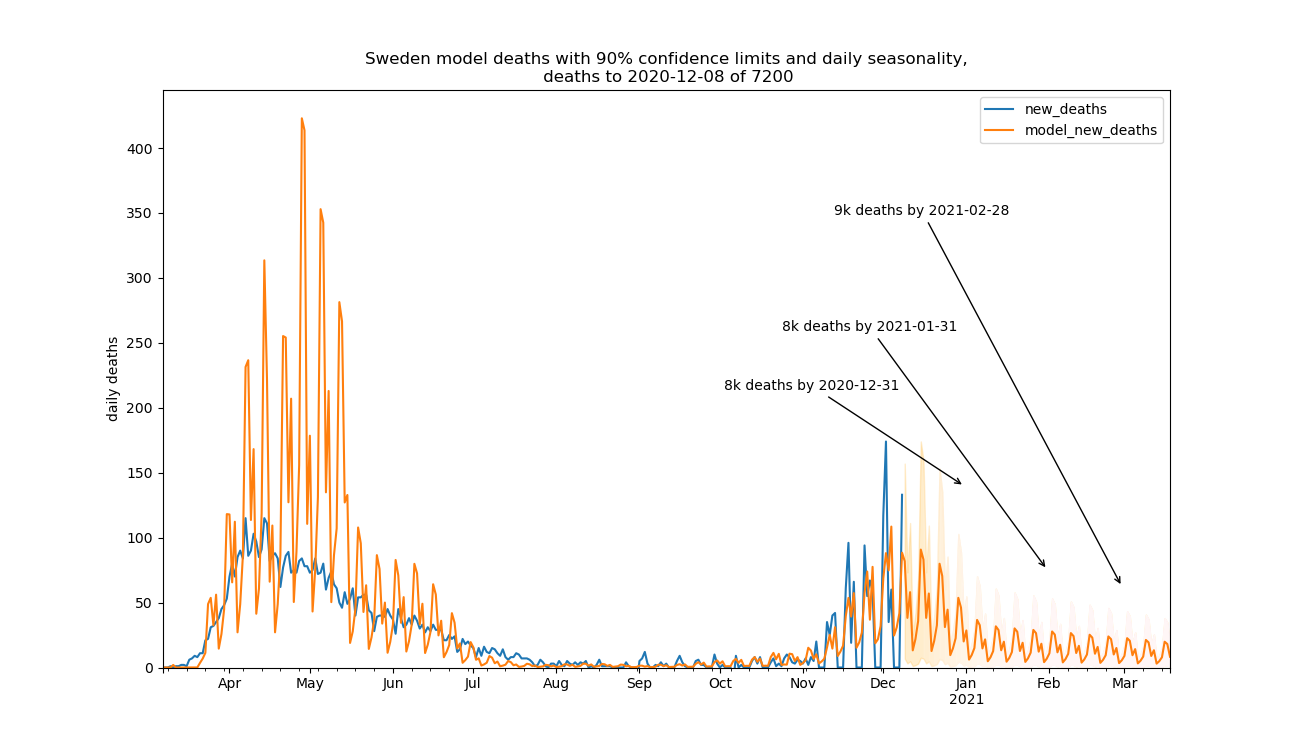 Sweden model deaths with 90% confidence limits and daily seasonality,
deaths to 2020-12-08 of 7200
new_deaths
model_new_deaths
daily deaths
400
350
300
250
200
150
100
50
0
9k deaths by 2021-02-28
8k deaths by 2021-01-31
8k deaths by 2020-12-31
Apr May Jun Jul Aug Sep Oct Nov Dec Jan Feb Mar
2021